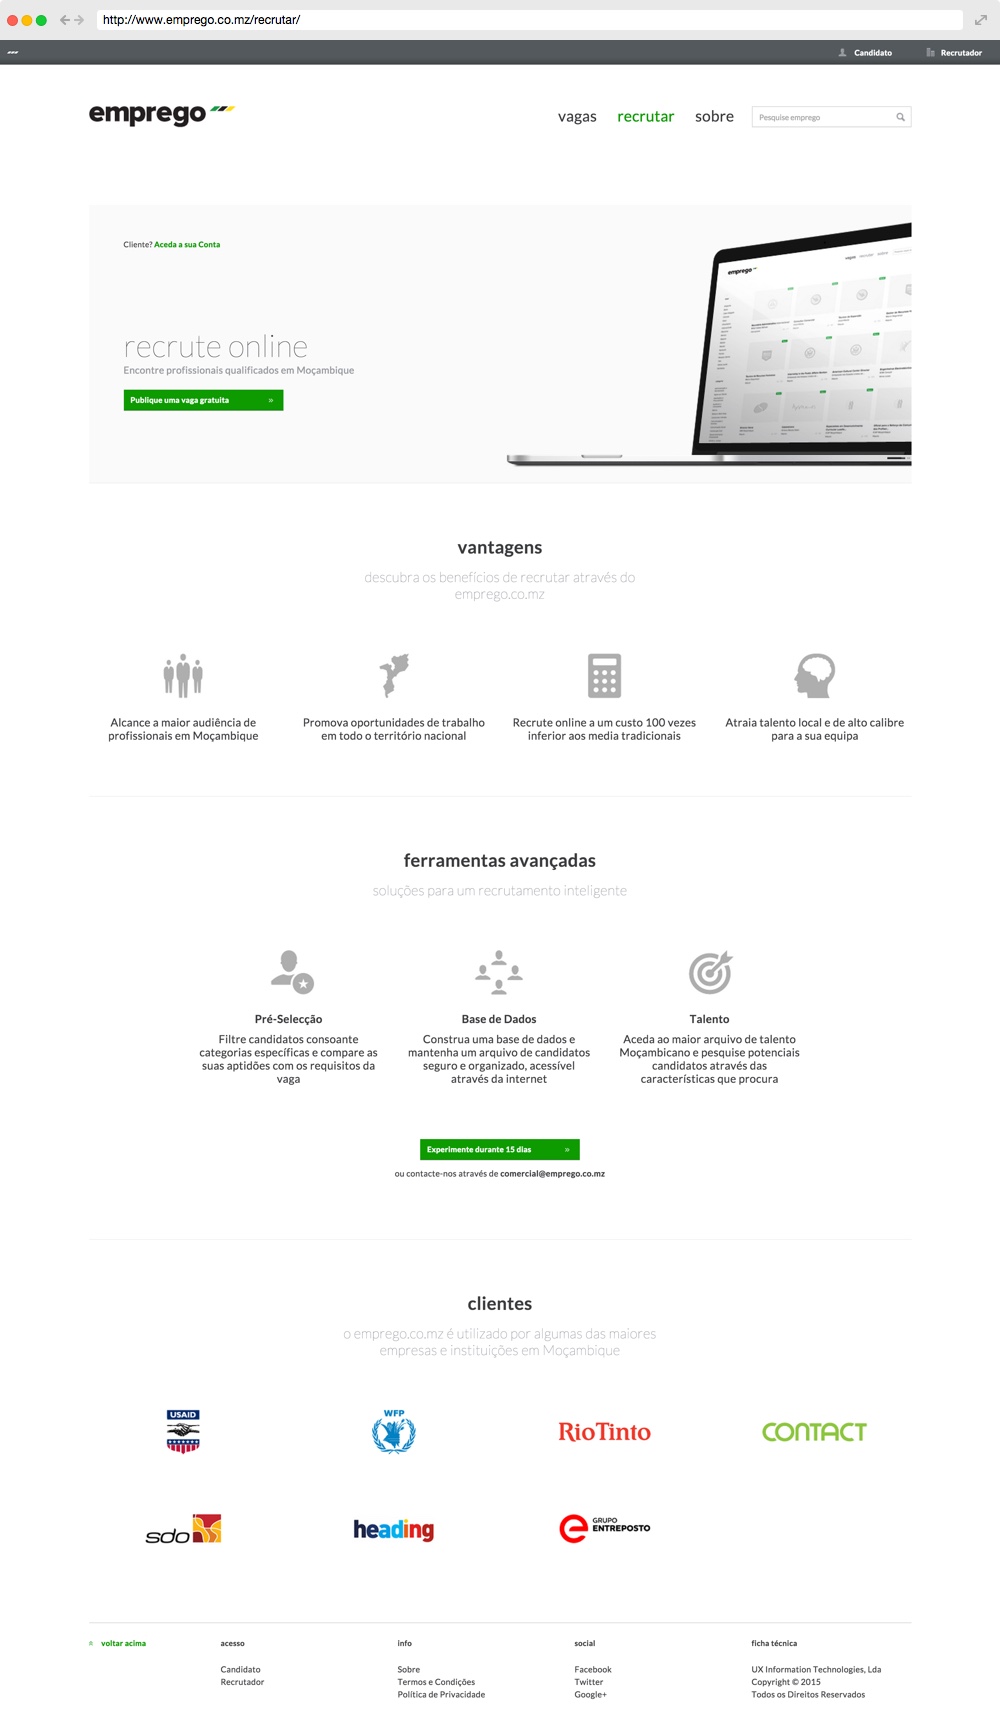 http://www.emprego.co.mz/recrutar/
Candidato
Recrutador
emprego
vagas
recrutar
sobre
Pesquise emprego
Cliente? Aceda a sua Conta
emprego
recrute online
Encontre profissionais qualificados em Moçambique
Publique uma vaga gratuita »
vantagens
descubra os benefícios de recrutar através do
emprego.co.mz
Alcance a maior audiência de
profissionais em Moçambique
Promova oportunidades de trabalho
em todo o território nacional
Recrute online a um custo 100 vezes
inferior aos media tradicionais
Atraia talento local e de alto calibre
para a sua equipa
ferramentas avançadas
soluções para um recrutamento inteligente
Pré-Selecção
Filtre candidatos consoante
categorias específicas e compare as
suas aptidões com os requisitos da
vaga
Base de Dados
Construa uma base de dados e
mantenha um arquivo de candidatos
seguro e organizado, acessível
através da internet
Talento
Aceda ao maior arquivo de talento
Moçambicano e pesquise potenciais
candidatos através das
características que procura
Experimente durante 15 dias »
ou contacte-nos através de comercial@emprego.co.mz
clientes
o emprego.co.mz é utilizado por algumas das maiores
empresas e instituições em Moçambique
USAID
WFP
RioTinto
CONTACT
sdo
heading
GRUPO
ENTREPOSTO
voltar acima
acesso
Candidato
Recrutador
info
Sobre
Termos e Condições
Política de Privacidade
social
Facebook
Twitter
Google+
ficha técnica
UX Information Technologies, Lda
Copyright © 2015
Todos os Direitos Reservados